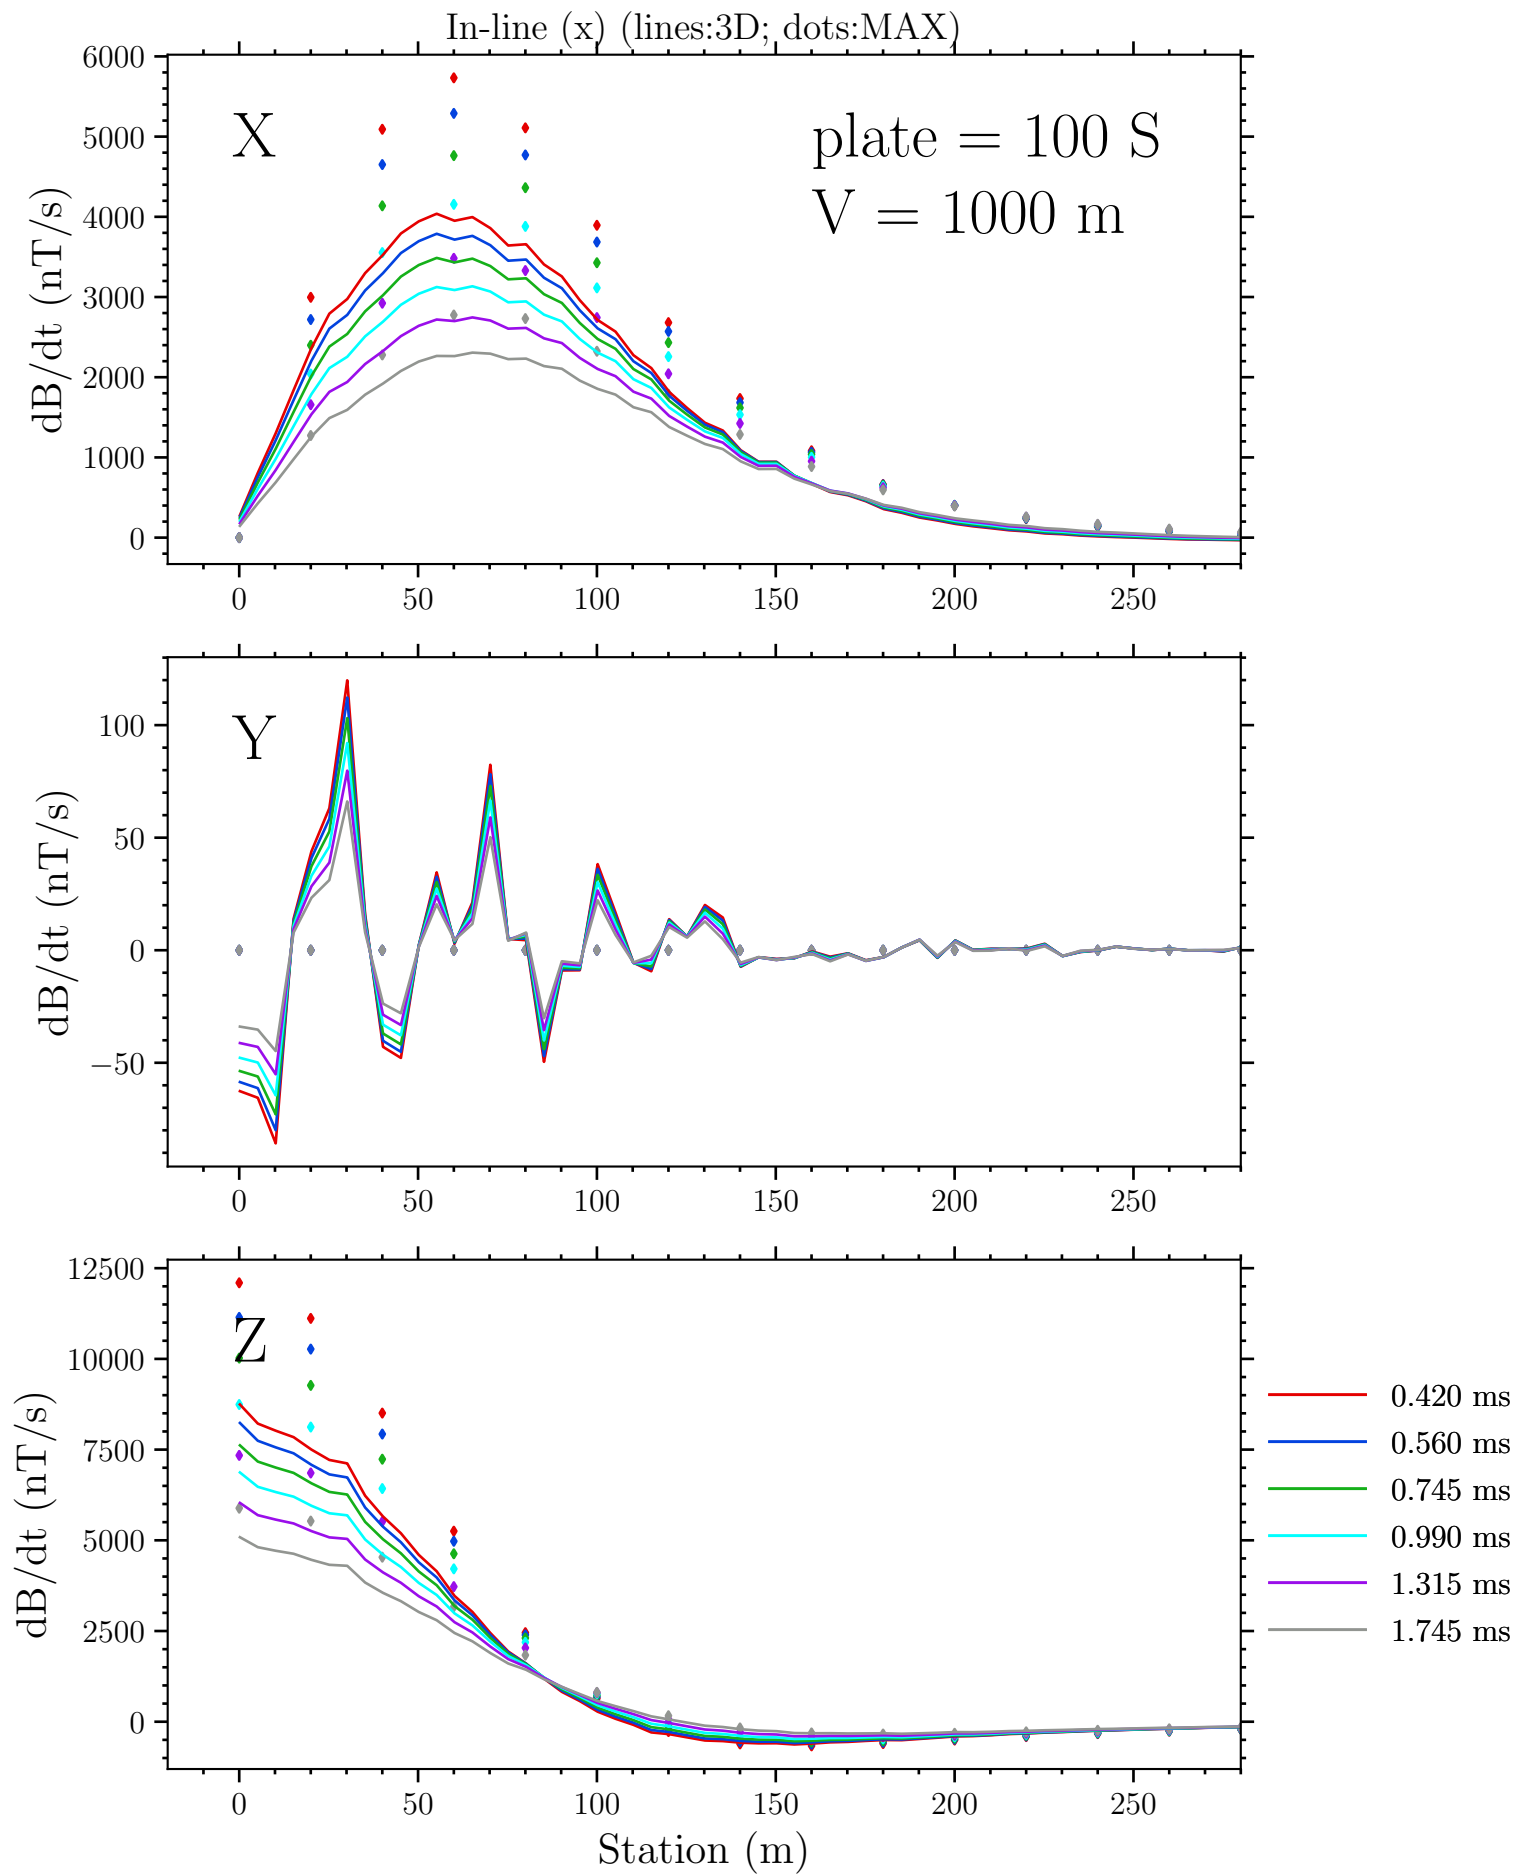 In-line (x) (lines:3D; dots:MAX)
6000
5000
4000
3000
2000
1000
0
dB/dt (nT/s)
X
plate = 100 S
V = 1000 m
0 50 100 150 200 250
100
50
0
−50
dB/dt (nT/s)
Y
0 50 100 150 200 250
12500
10000
7500
5000
2500
0
dB/dt (nT/s)
Z
0 50 100 150 200 250
Station (m)
0.420 ms
0.560 ms
0.745 ms
0.990 ms
1.315 ms
1.745 ms